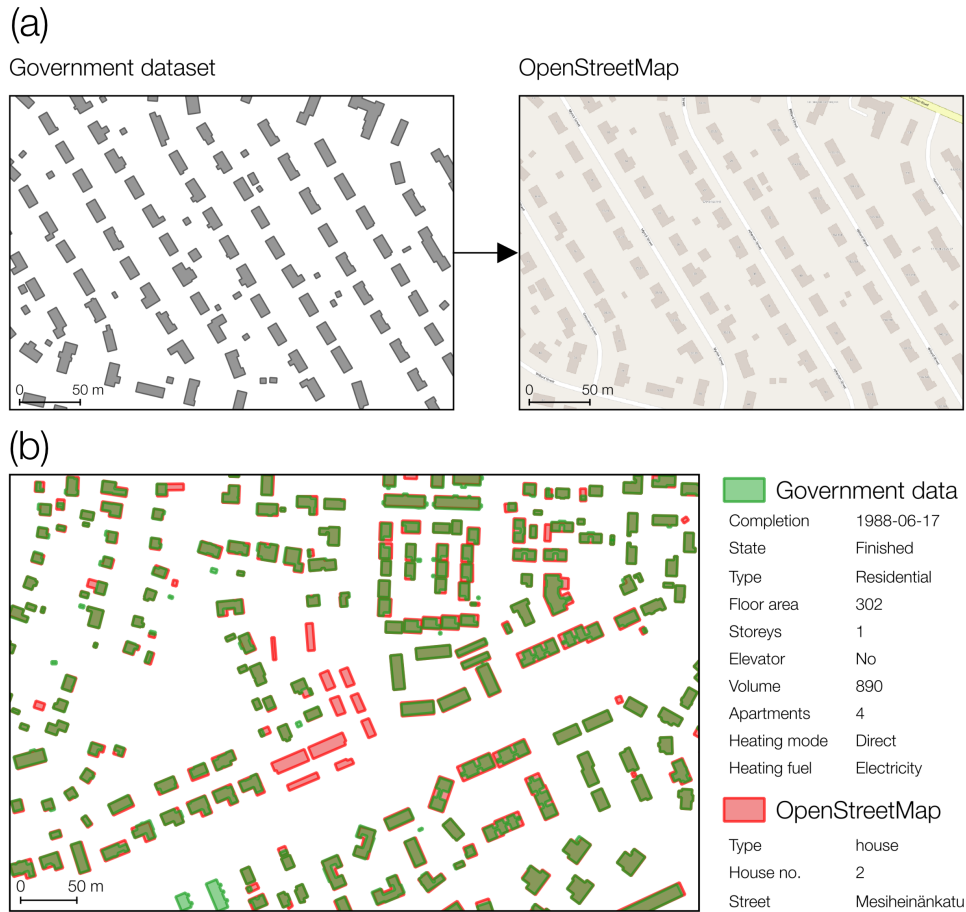 (a)
Government dataset
OpenStreetMap
0 50 m
0 50 m
(b)
0 50 m
Government data
Completion 1988-06-17
State Finished
Type Residential
Floor area 302
Storeys 1
Elevator No
Volume 890
Apartments 4
Heating mode Direct
Heating fuel Electricity
OpenStreetMap
Type house
House no. 2
Street Mesiheinänkatu